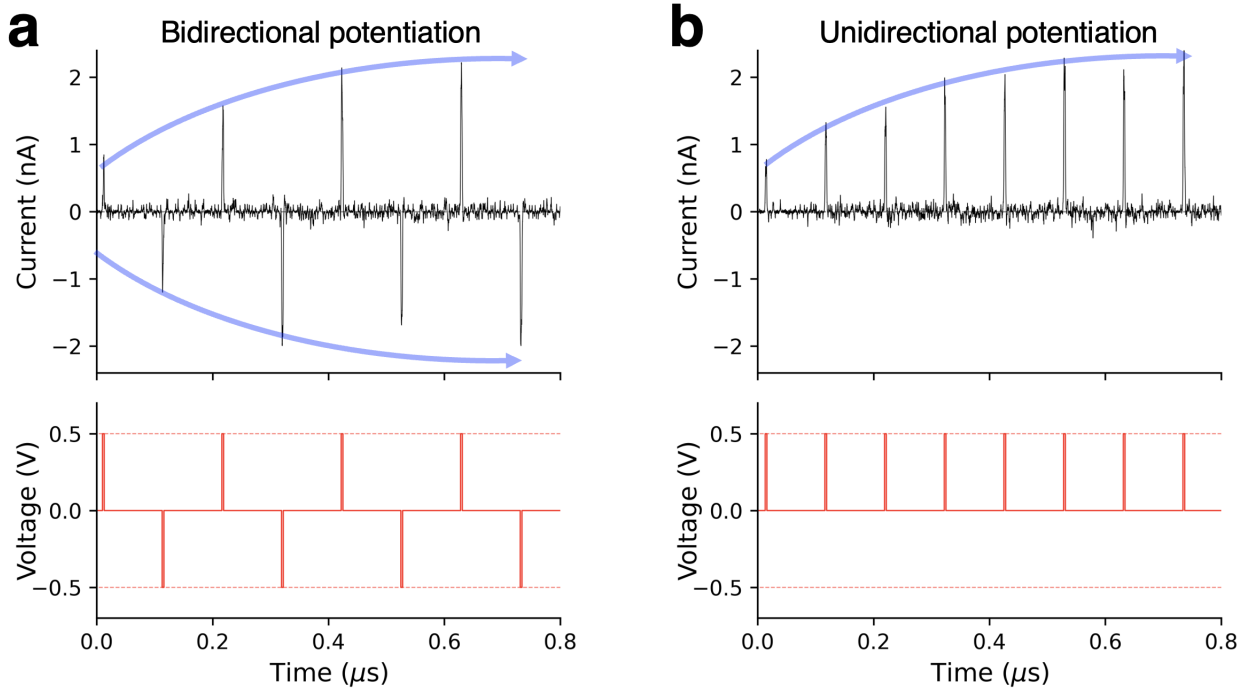 a
Bidirectional potentiation
Current (nA)
2
1
0
−1
−2
Voltage (V)
0.5
0.0
−0.5
0.0 0.2 0.4 0.6 0.8
Time (μs)
b
Unidirectional potentiation
Current (nA)
2
1
0
−1
−2
Voltage (V)
0.5
0.0
−0.5
0.0 0.2 0.4 0.6 0.8
Time (μs)